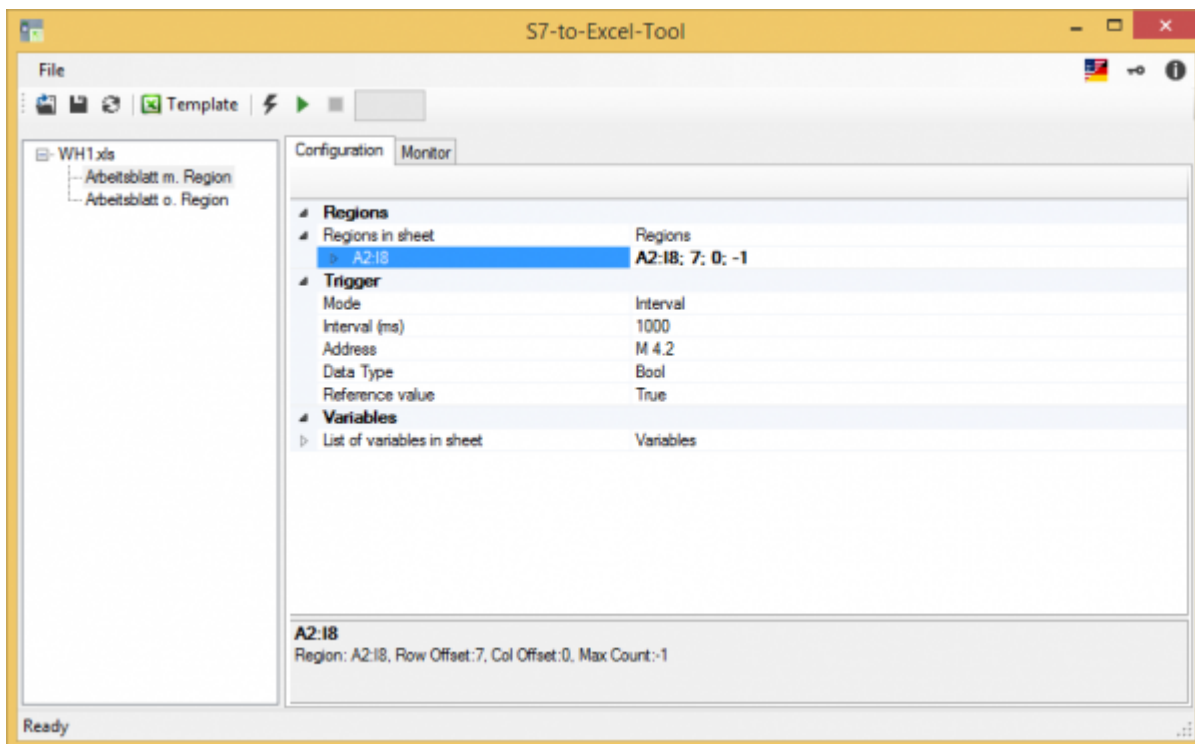 S7-to-Excel-Tool
File
Template
WH1.xls
Arbeitsblatt m. Region
Arbeitsblatt o. Region
Configuration Monitor
Regions
Regions in sheet Regions
A2:I8 A2:I8; 7; 0; -1
Trigger
Mode Interval
Interval (ms) 1000
Address M 4.2
Data Type Bool
Reference value True
Variables
List of variables in sheet Variables
A2:I8
Region: A2:I8, Row Offset:7, Col Offset:0, Max Count:-1
Ready